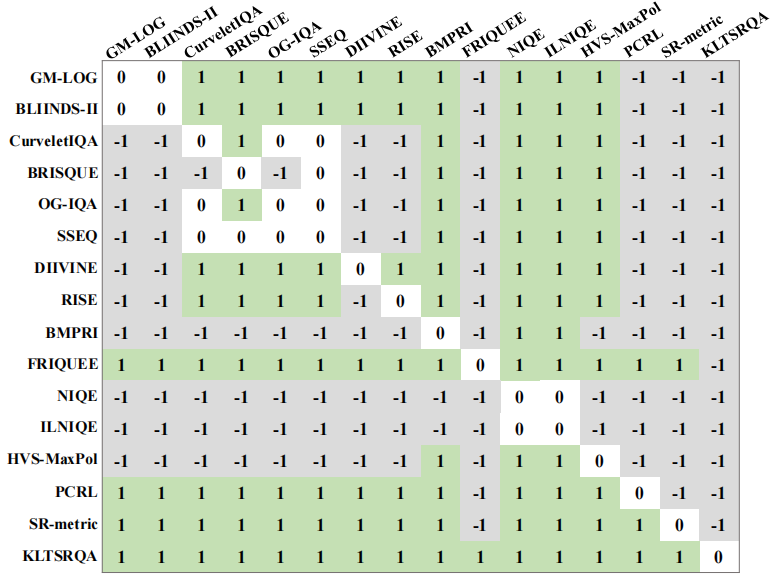 GM-LOG BLIINDS-II CurveletIQA BRISQUE OG-IQA SSEQ DIIVINE RISE BMPRI FRIQUEE NIQE ILNIQE HVS-MaxPol PCRL SR-metric KLTSRQA
GM-LOG 0 0 1 1 1 1 1 1 1 -1 1 1 1 -1 -1 -1
BLIINDS-II 0 0 1 1 1 1 1 1 1 -1 1 1 1 -1 -1 -1
CurveletIQA -1 -1 0 1 0 0 -1 -1 1 -1 1 1 1 -1 -1 -1
BRISQUE -1 -1 -1 0 -1 0 -1 -1 1 -1 1 1 1 -1 -1 -1
OG-IQA -1 -1 0 1 0 0 -1 -1 1 -1 1 1 1 -1 -1 -1
SSEQ -1 -1 0 0 0 0 -1 -1 1 -1 1 1 1 -1 -1 -1
DIIVINE -1 -1 1 1 1 1 0 1 1 -1 1 1 1 -1 -1 -1
RISE -1 -1 1 1 1 1 -1 0 1 -1 1 1 1 -1 -1 -1
BMPRI -1 -1 -1 -1 -1 -1 -1 -1 0 -1 1 1 -1 -1 -1 -1
FRIQUEE 1 1 1 1 1 1 1 1 1 0 1 1 1 1 1 -1
NIQE -1 -1 -1 -1 -1 -1 -1 -1 -1 -1 0 0 -1 -1 -1 -1
ILNIQE -1 -1 -1 -1 -1 -1 -1 -1 -1 -1 0 0 -1 -1 -1 -1
HVS-MaxPol -1 -1 -1 -1 -1 -1 -1 -1 1 -1 1 1 0 -1 -1 -1
PCRL 1 1 1 1 1 1 1 1 1 -1 1 1 1 0 -1 -1
SR-metric 1 1 1 1 1 1 1 1 1 -1 1 1 1 1 0 -1
KLTSRQA 1 1 1 1 1 1 1 1 1 1 1 1 1 1 1 0